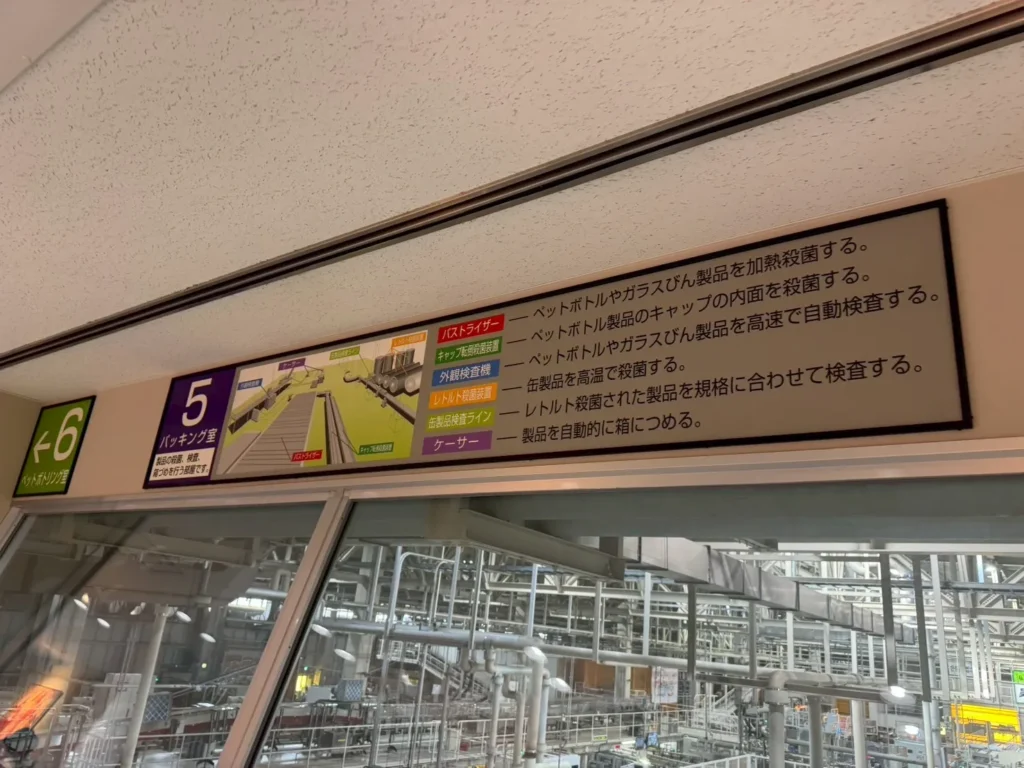 ←6
ペットボトリング室
5
パッキング室
製品の殺菌、検査、
箱づめを行う部屋です。
パストライザー
パストライザー — ペットボトルやガラスびん製品を加熱殺菌する。
キャップ転倒殺菌装置 — ペットボトル製品のキャップの内面を殺菌する。
外観検査機 — ペットボトルやガラスびん製品を高速で自動検査する。
レトルト殺菌装置 — 缶製品を高温で殺菌する。
缶製品検査ライン — レトルト殺菌された製品を規格に合わせて検査する。
ケーサー — 製品を自動的に箱につめる。